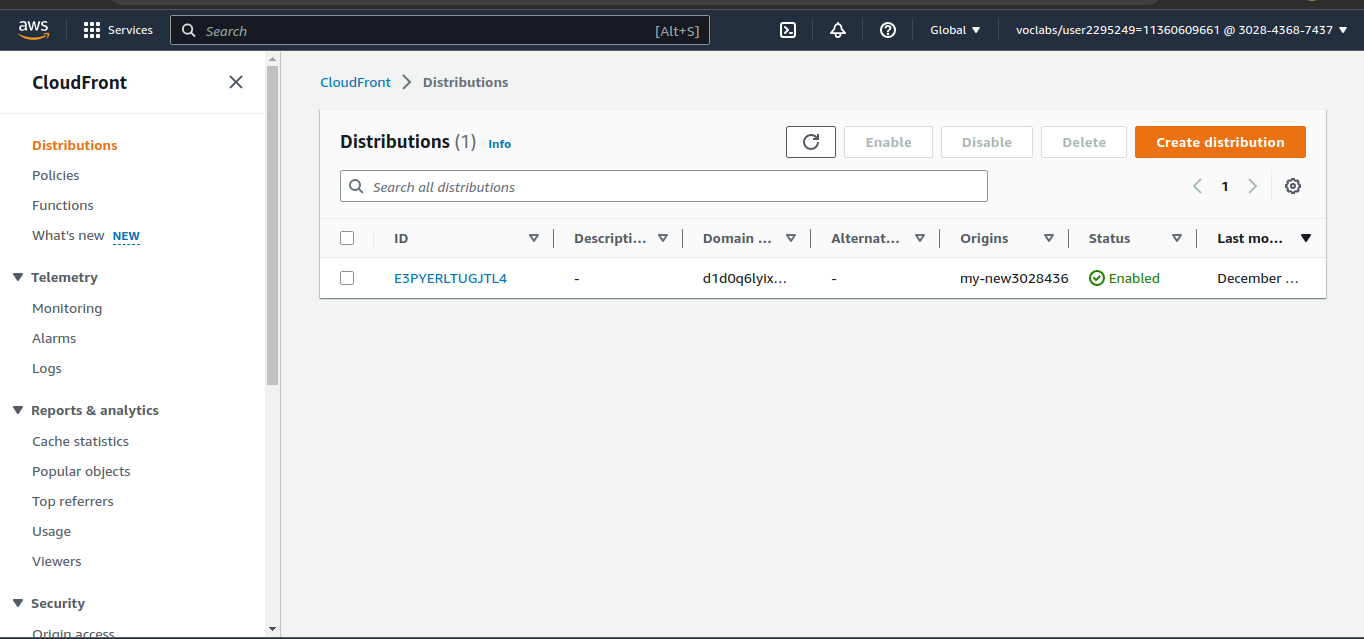 aws Services Search [Alt+S] Global voclabs/user2295249=11360609661 @ 3028-4368-7437
CloudFront
Distributions
Policies
Functions
What's new NEW
Telemetry
Monitoring
Alarms
Logs
Reports & analytics
Cache statistics
Popular objects
Top referrers
Usage
Viewers
Security
Origin access
CloudFront Distributions
Distributions (1) Info Enable Disable Delete Create distribution
Search all distributions 1
ID Descripti... Domain ... Alternat... Origins Status Last mo...
E3PYERLTUGJTL4 - d1d0q6lyix... - my-new3028436 Enabled December ...